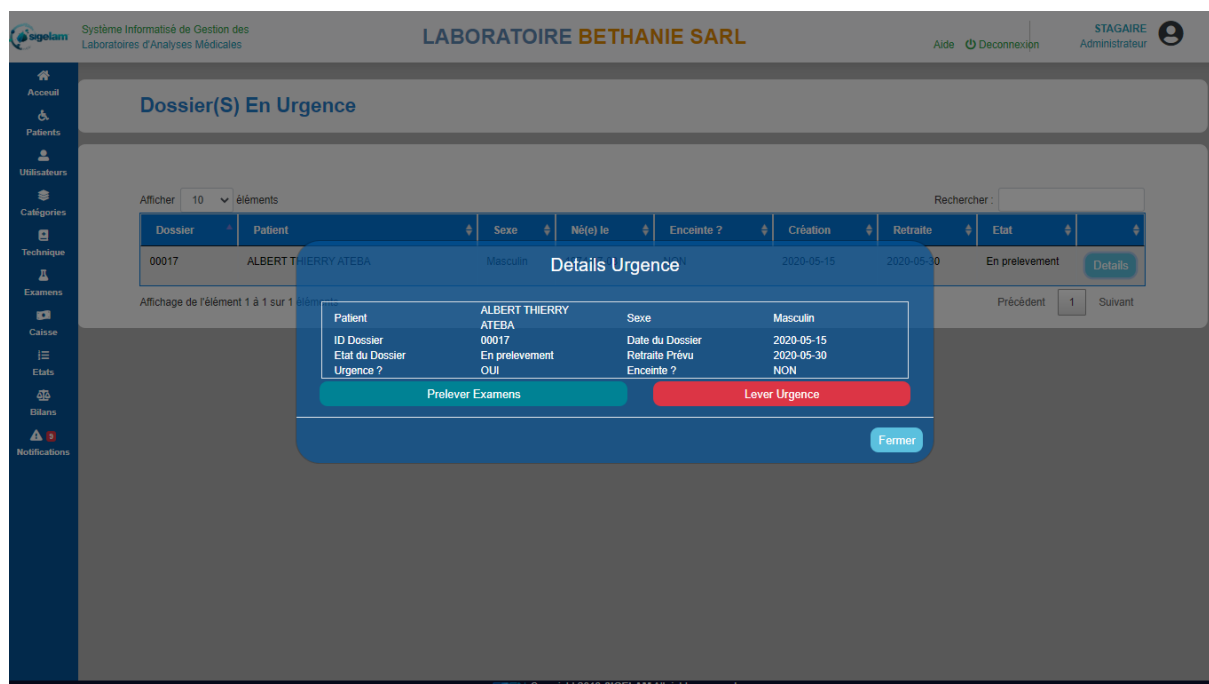 sigelam
Système Informatisé de Gestion des
Laboratoires d'Analyses Médicales
LABORATOIRE BETHANIE SARL
Aide
Deconnexion
STAGAIRE
Administrateur
Acceuil
Patients
Utilisateurs
Catégories
Technique
Examens
Caisse
Etats
Bilans
Notifications
Dossier(S) En Urgence
Afficher 10 éléments
Rechercher :
Dossier Patient Sexe Né(e) le Enceinte ? Création Retraite Etat
00017 ALBERT THIERRY ATEBA Masculin NON 2020-05-15 2020-05-30 En prelevement Details
Affichage de l'élément 1 à 1 sur 1 éléments
Précédent 1 Suivant
Details Urgence
Patient ALBERT THIERRY ATEBA Sexe Masculin
ID Dossier 00017 Date du Dossier 2020-05-15
Etat du Dossier En prelevement Retraite Prévu 2020-05-30
Urgence ? OUI Enceinte ? NON
Prelever Examens Lever Urgence
Fermer